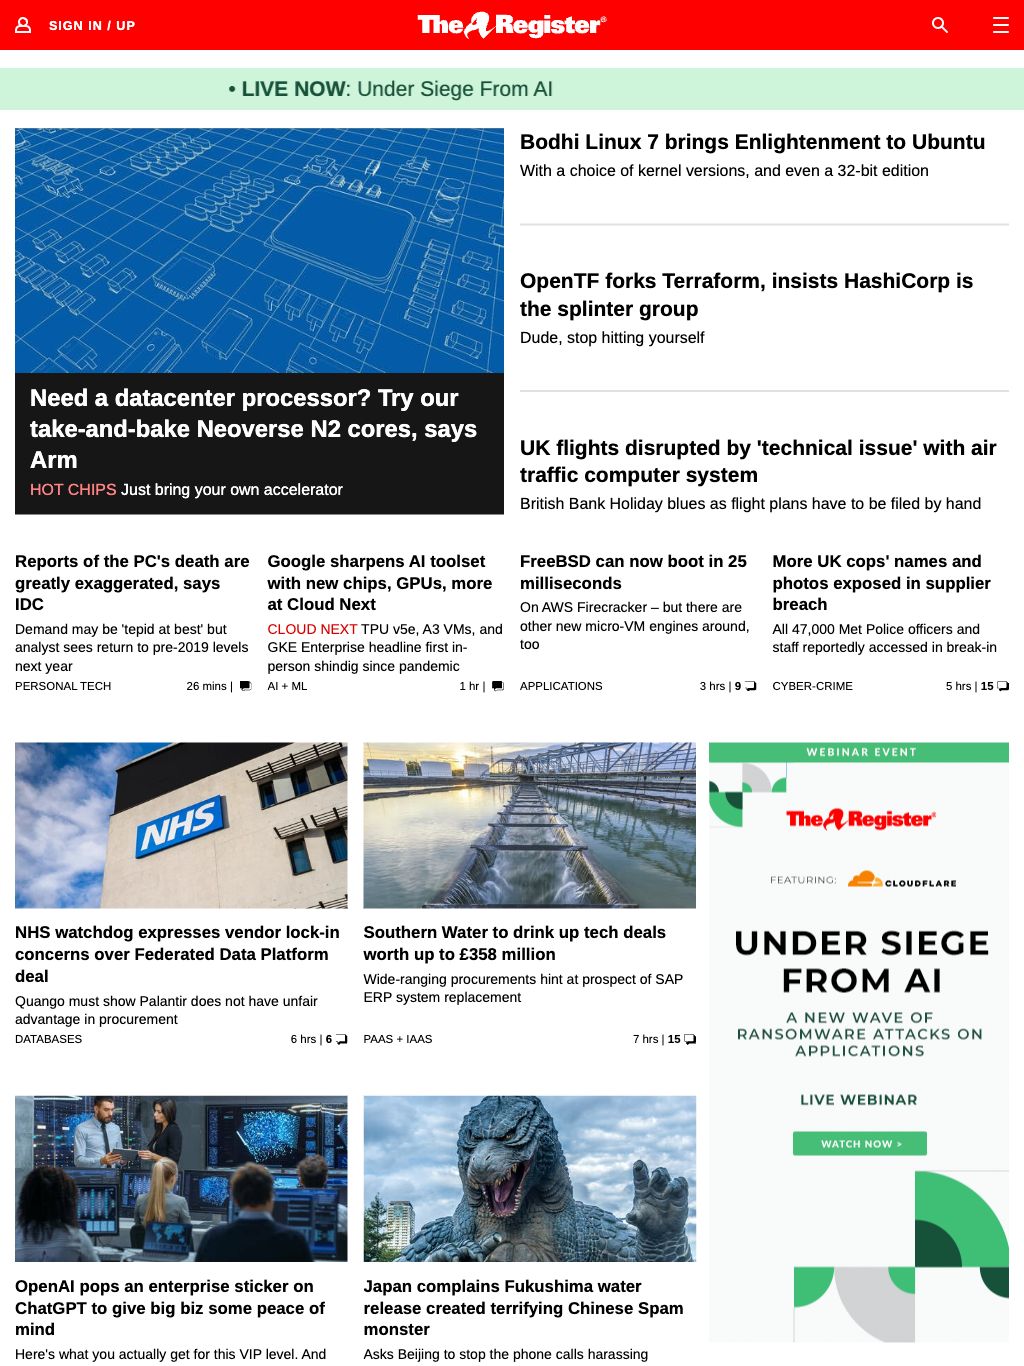 SIGN IN / UP
The Register®
• LIVE NOW: Under Siege From AI
Need a datacenter processor? Try our
take-and-bake Neoverse N2 cores, says
Arm
HOT CHIPS Just bring your own accelerator
Bodhi Linux 7 brings Enlightenment to Ubuntu
With a choice of kernel versions, and even a 32-bit edition
OpenTF forks Terraform, insists HashiCorp is
the splinter group
Dude, stop hitting yourself
UK flights disrupted by 'technical issue' with air
traffic computer system
British Bank Holiday blues as flight plans have to be filed by hand
Reports of the PC's death are
greatly exaggerated, says
IDC
Demand may be 'tepid at best' but
analyst sees return to pre-2019 levels
next year
PERSONAL TECH 26 mins |
Google sharpens AI toolset
with new chips, GPUs, more
at Cloud Next
CLOUD NEXT TPU v5e, A3 VMs, and
GKE Enterprise headline first in-
person shindig since pandemic
AI + ML 1 hr |
FreeBSD can now boot in 25
milliseconds
On AWS Firecracker – but there are
other new micro-VM engines around,
too
APPLICATIONS 3 hrs | 9
More UK cops' names and
photos exposed in supplier
breach
All 47,000 Met Police officers and
staff reportedly accessed in break-in
CYBER-CRIME 5 hrs | 15
NHS
NHS watchdog expresses vendor lock-in
concerns over Federated Data Platform
deal
Quango must show Palantir does not have unfair
advantage in procurement
DATABASES 6 hrs | 6
Southern Water to drink up tech deals
worth up to £358 million
Wide-ranging procurements hint at prospect of SAP
ERP system replacement
PAAS + IAAS 7 hrs | 15
WEBINAR EVENT
The Register®
FEATURING: CLOUDFLARE
UNDER SIEGE
FROM AI
A NEW WAVE OF
RANSOMWARE ATTACKS ON
APPLICATIONS
LIVE WEBINAR
WATCH NOW >
OpenAI pops an enterprise sticker on
ChatGPT to give big biz some peace of
mind
Here's what you actually get for this VIP level. And
Japan complains Fukushima water
release created terrifying Chinese Spam
monster
Asks Beijing to stop the phone calls harassing